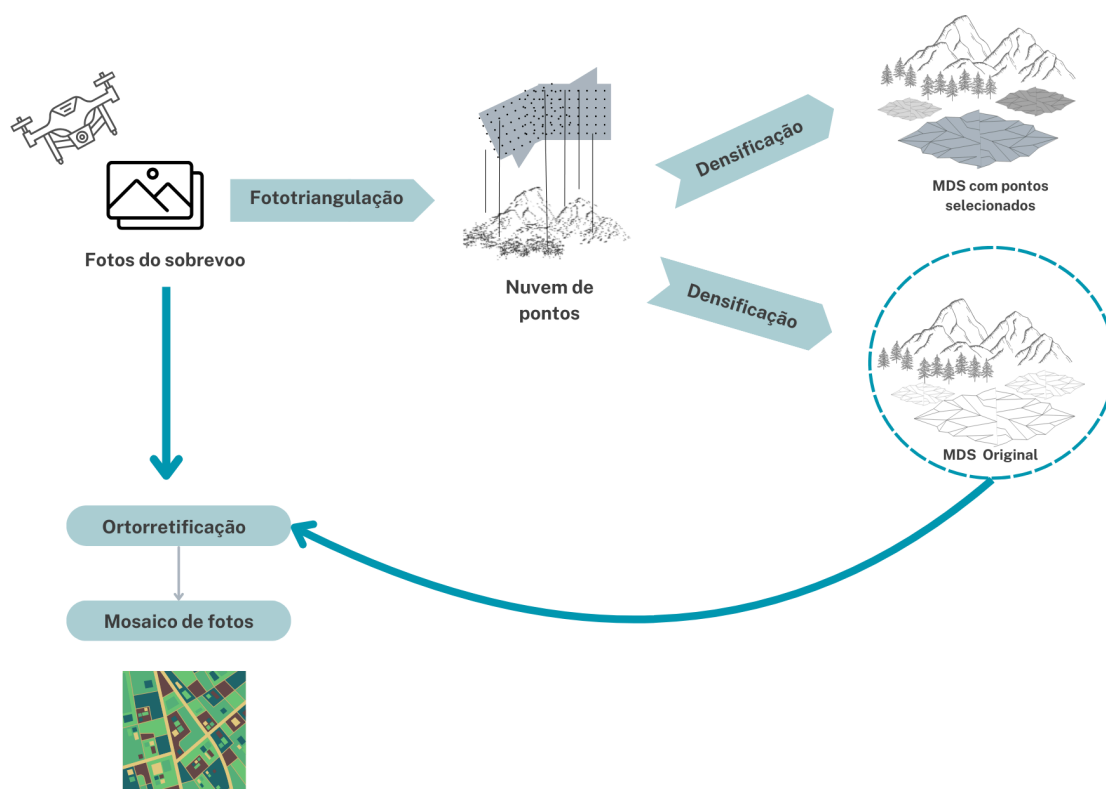 Fotos do sobrevoo
Fototriangulação
Nuvem de
pontos
Densificação
MDS com pontos
selecionados
Densificação
MDS Original
Ortorretificação
Mosaico de fotos